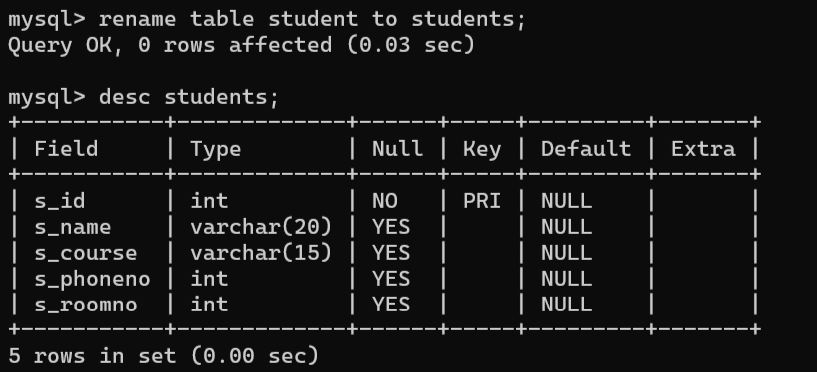 mysql> rename table student to students;
Query OK, 0 rows affected (0.03 sec)

mysql> desc students;
+-----------+-------------+------+-----+---------+-------+
| Field     | Type        | Null | Key | Default | Extra |
+-----------+-------------+------+-----+---------+-------+
| s_id      | int         | NO   | PRI | NULL    |       |
| s_name    | varchar(20) | YES  |     | NULL    |       |
| s_course  | varchar(15) | YES  |     | NULL    |       |
| s_phoneno | int         | YES  |     | NULL    |       |
| s_roomno  | int         | YES  |     | NULL    |       |
+-----------+-------------+------+-----+---------+-------+
5 rows in set (0.00 sec)